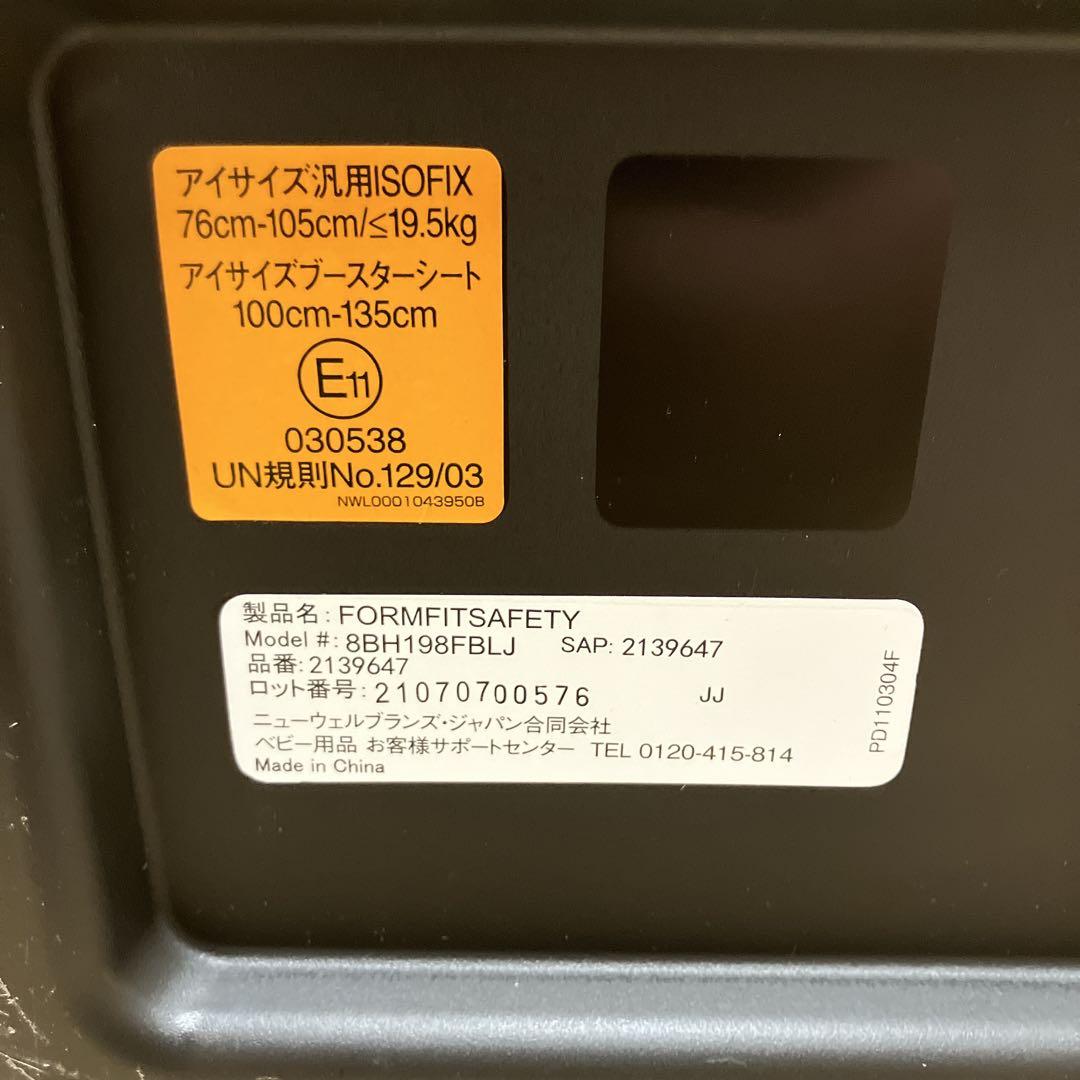 アイサイズ汎用ISOFIX
76cm-105cm/≤19.5kg
アイサイズブースターシート
100cm-135cm
E11
030538
UN規則No.129/03
NWL0001043950B
製品名: FORMFITSAFETY
Model #: 8BH198FBLJ SAP: 2139647
品番: 2139647
ロット番号: 21070700576 JJ
ニューウェルブランズ・ジャパン合同会社
ベビー用品 お客様サポートセンター TEL 0120-415-814
Made in China
PD110304F